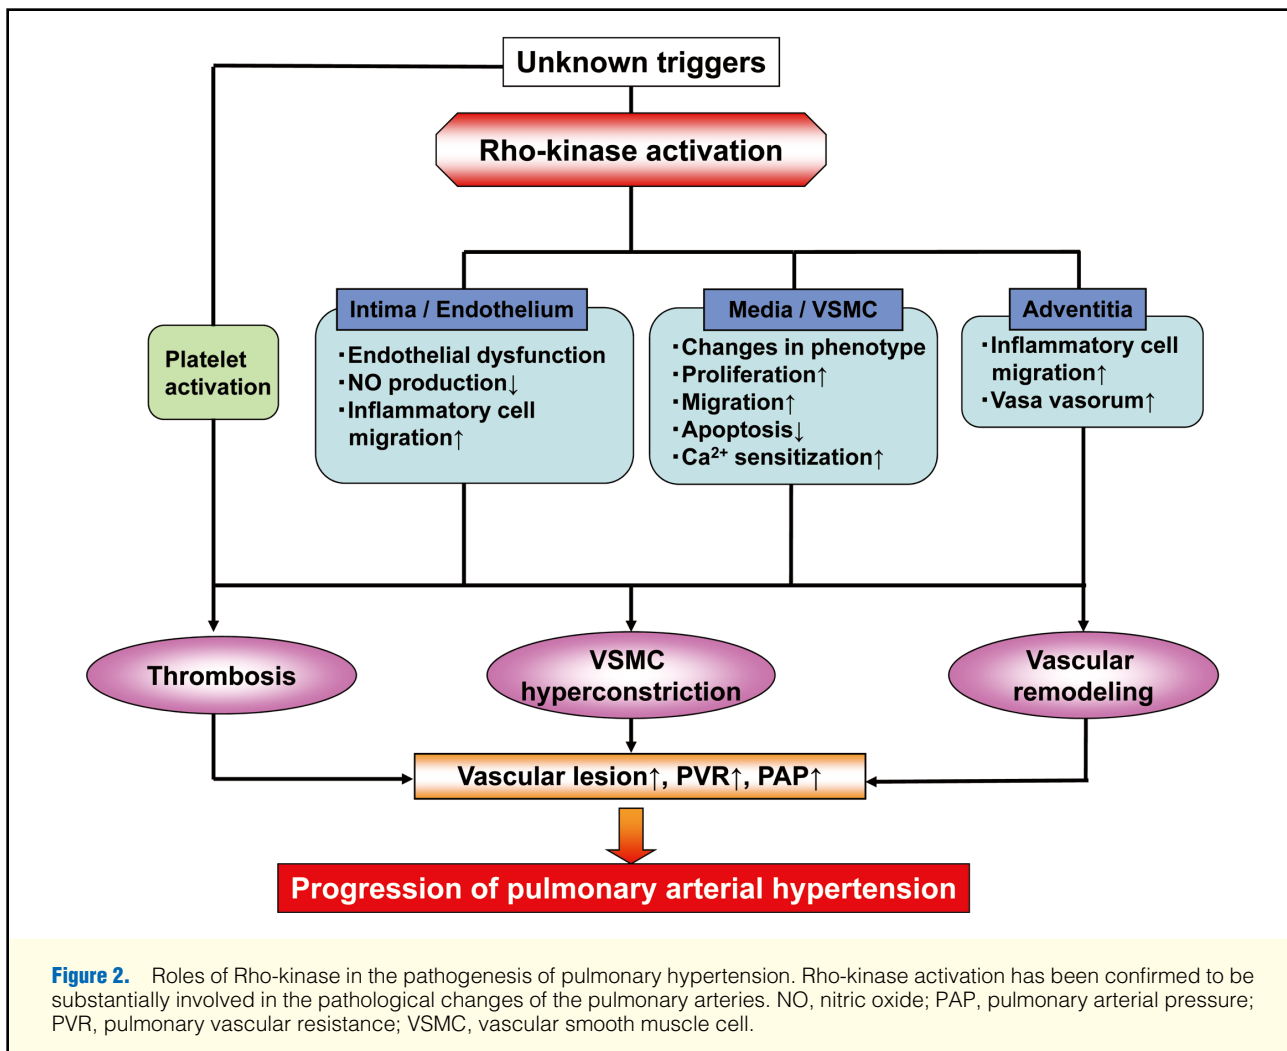 Unknown triggers
Rho-kinase activation
Platelet
activation
Intima / Endothelium
・Endothelial dysfunction
・NO production↓
・Inflammatory cell
migration↑
Media / VSMC
・Changes in phenotype
・Proliferation↑
・Migration↑
・Apoptosis↓
・Ca²⁺ sensitization↑
Adventitia
・Inflammatory cell
migration↑
・Vasa vasorum↑
Thrombosis
VSMC
hyperconstriction
Vascular
remodeling
Vascular lesion↑, PVR↑, PAP↑
Progression of pulmonary arterial hypertension
Figure 2. Roles of Rho-kinase in the pathogenesis of pulmonary hypertension. Rho-kinase activation has been confirmed to be
substantially involved in the pathological changes of the pulmonary arteries. NO, nitric oxide; PAP, pulmonary arterial pressure;
PVR, pulmonary vascular resistance; VSMC, vascular smooth muscle cell.